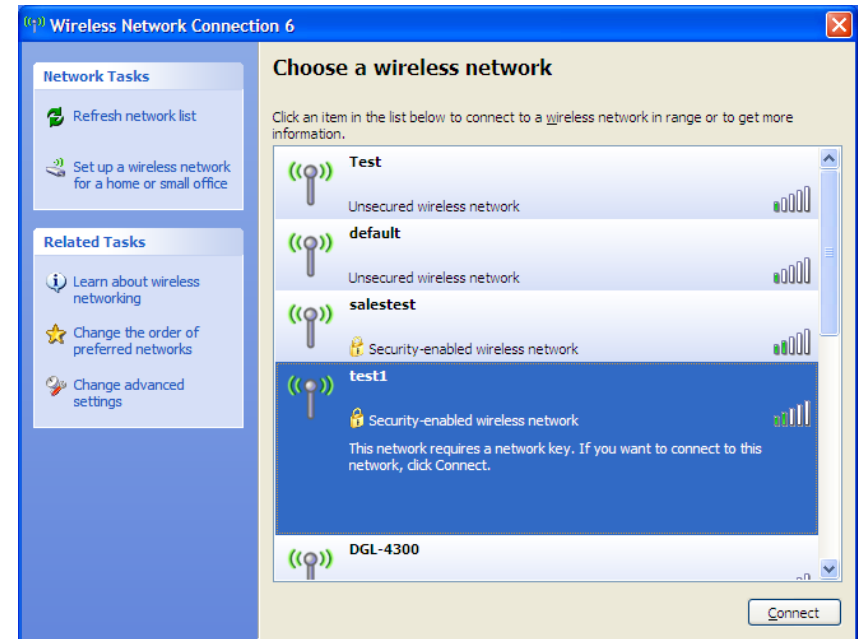 Wireless Network Connection 6
Network Tasks
Refresh network list
Set up a wireless network
for a home or small office
Related Tasks
Learn about wireless
networking
Change the order of
preferred networks
Change advanced
settings
Choose a wireless network
Click an item in the list below to connect to a wireless network in range or to get more
information.
Test
Unsecured wireless network
default
Unsecured wireless network
salestest
Security-enabled wireless network
test1
Security-enabled wireless network
This network requires a network key. If you want to connect to this
network, click Connect.
DGL-4300
Connect